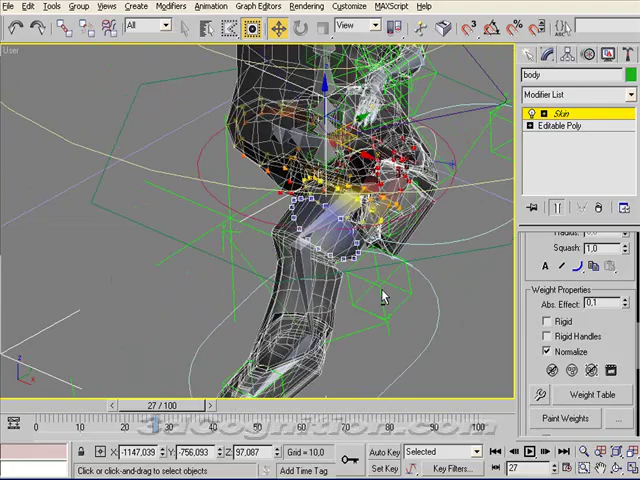 File Edit Tools Group Views Create Modifiers Animation Graph Editors Rendering Customize MAXScript Help
All
View
3
User
body
Modifier List
Skin
Editable Poly
Squash: 1,0
Weight Properties
Abs. Effect: 0,1
Rigid
Rigid Handles
Normalize
Weight Table
Paint Weights
z
x
27 / 100
0 20 30 40 50 60 70 80 90 100
3dcognition.com
X: -1147,039 Y: -756,093 Z: 97,087 Grid = 10,0
Auto Key Selected
Click or click-and-drag to select objects Add Time Tag
Set Key Key Filters... 27